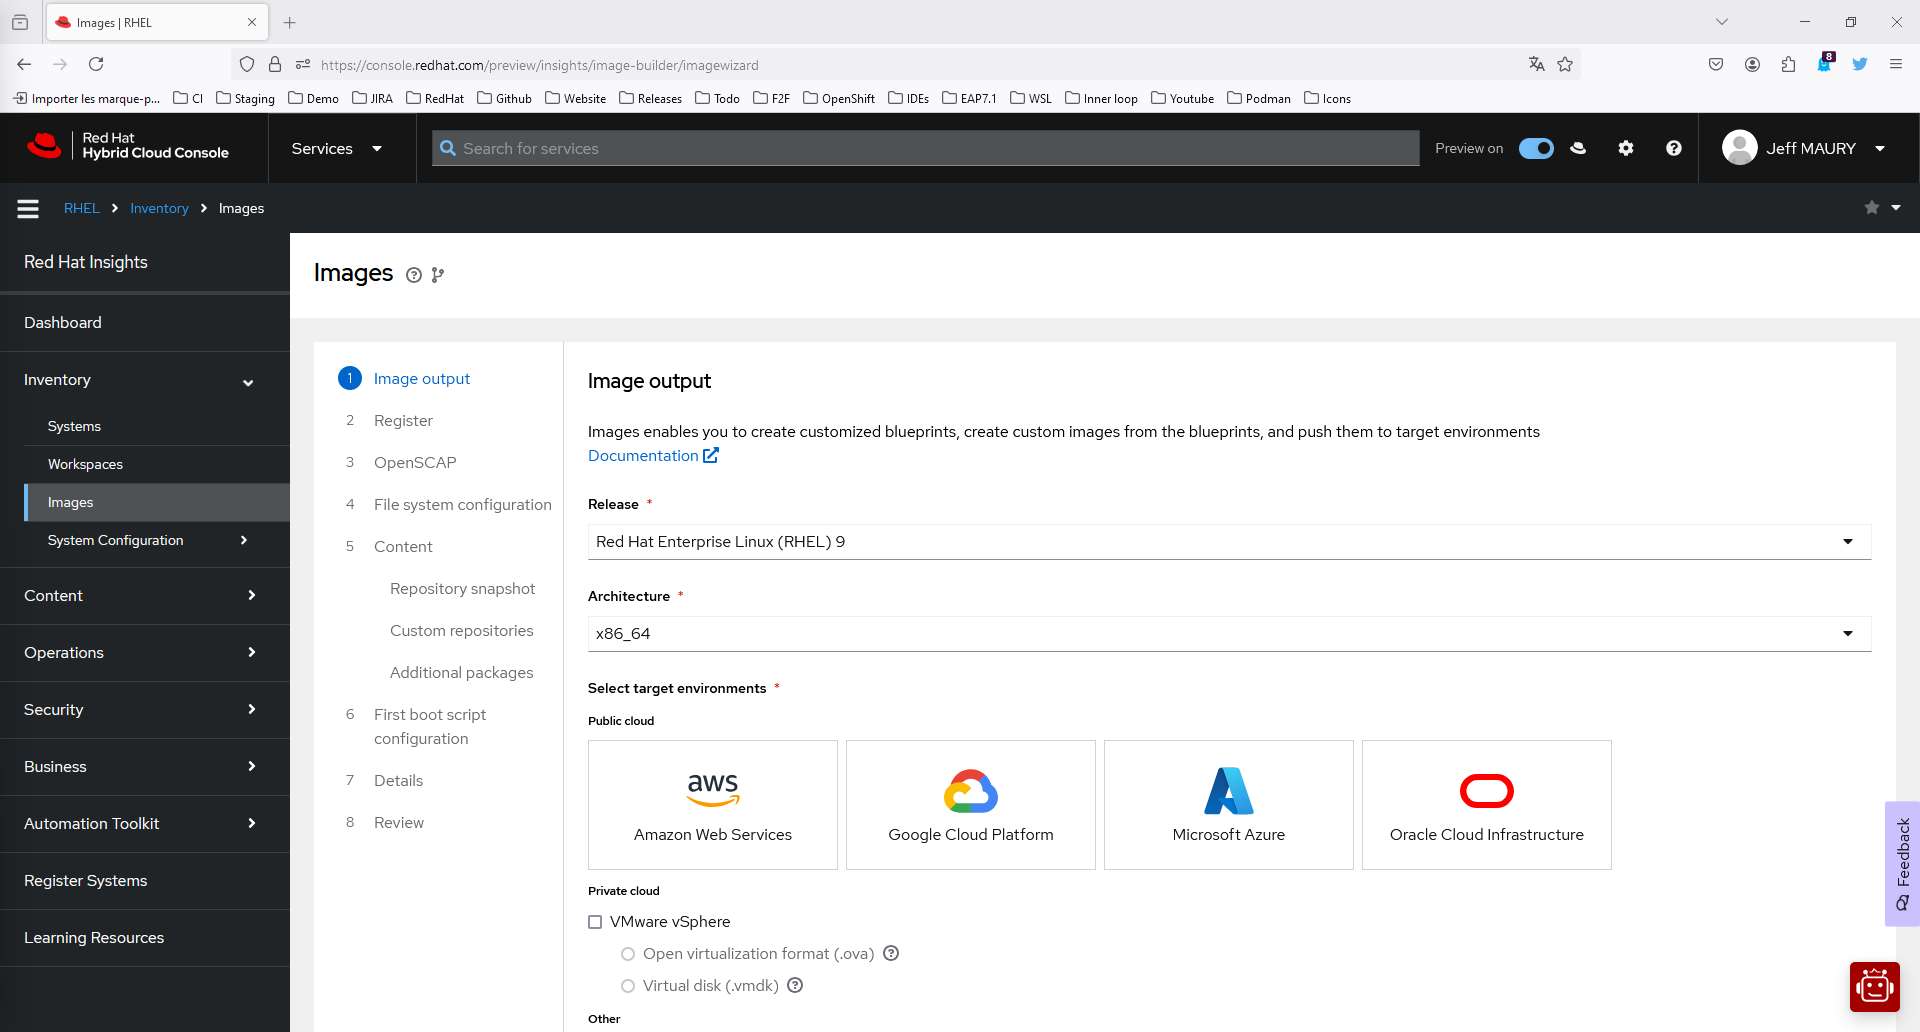 Images | RHEL
https://console.redhat.com/preview/insights/image-builder/imagewizard
8
Importer les marque-p... CI Staging Demo JIRA RedHat Github Website Releases Todo F2F OpenShift IDEs EAP7.1 WSL Inner loop Youtube Podman Icons
Red Hat
Hybrid Cloud Console
Services
Search for services
Preview on
Jeff MAURY
RHEL Inventory Images
Red Hat Insights
Dashboard
Inventory
Systems
Workspaces
Images
System Configuration
Content
Operations
Security
Business
Automation Toolkit
Register Systems
Learning Resources
Images
1 Image output
2 Register
3 OpenSCAP
4 File system configuration
5 Content
Repository snapshot
Custom repositories
Additional packages
6 First boot script
configuration
7 Details
8 Review
Image output
Images enables you to create customized blueprints, create custom images from the blueprints, and push them to target environments
Documentation
Release *
Red Hat Enterprise Linux (RHEL) 9
Architecture *
x86_64
Select target environments *
Public cloud
aws
Amazon Web Services
Google Cloud Platform
Microsoft Azure
Oracle Cloud Infrastructure
Private cloud
VMware vSphere
Open virtualization format (.ova)
Virtual disk (.vmdk)
Other
Feedback